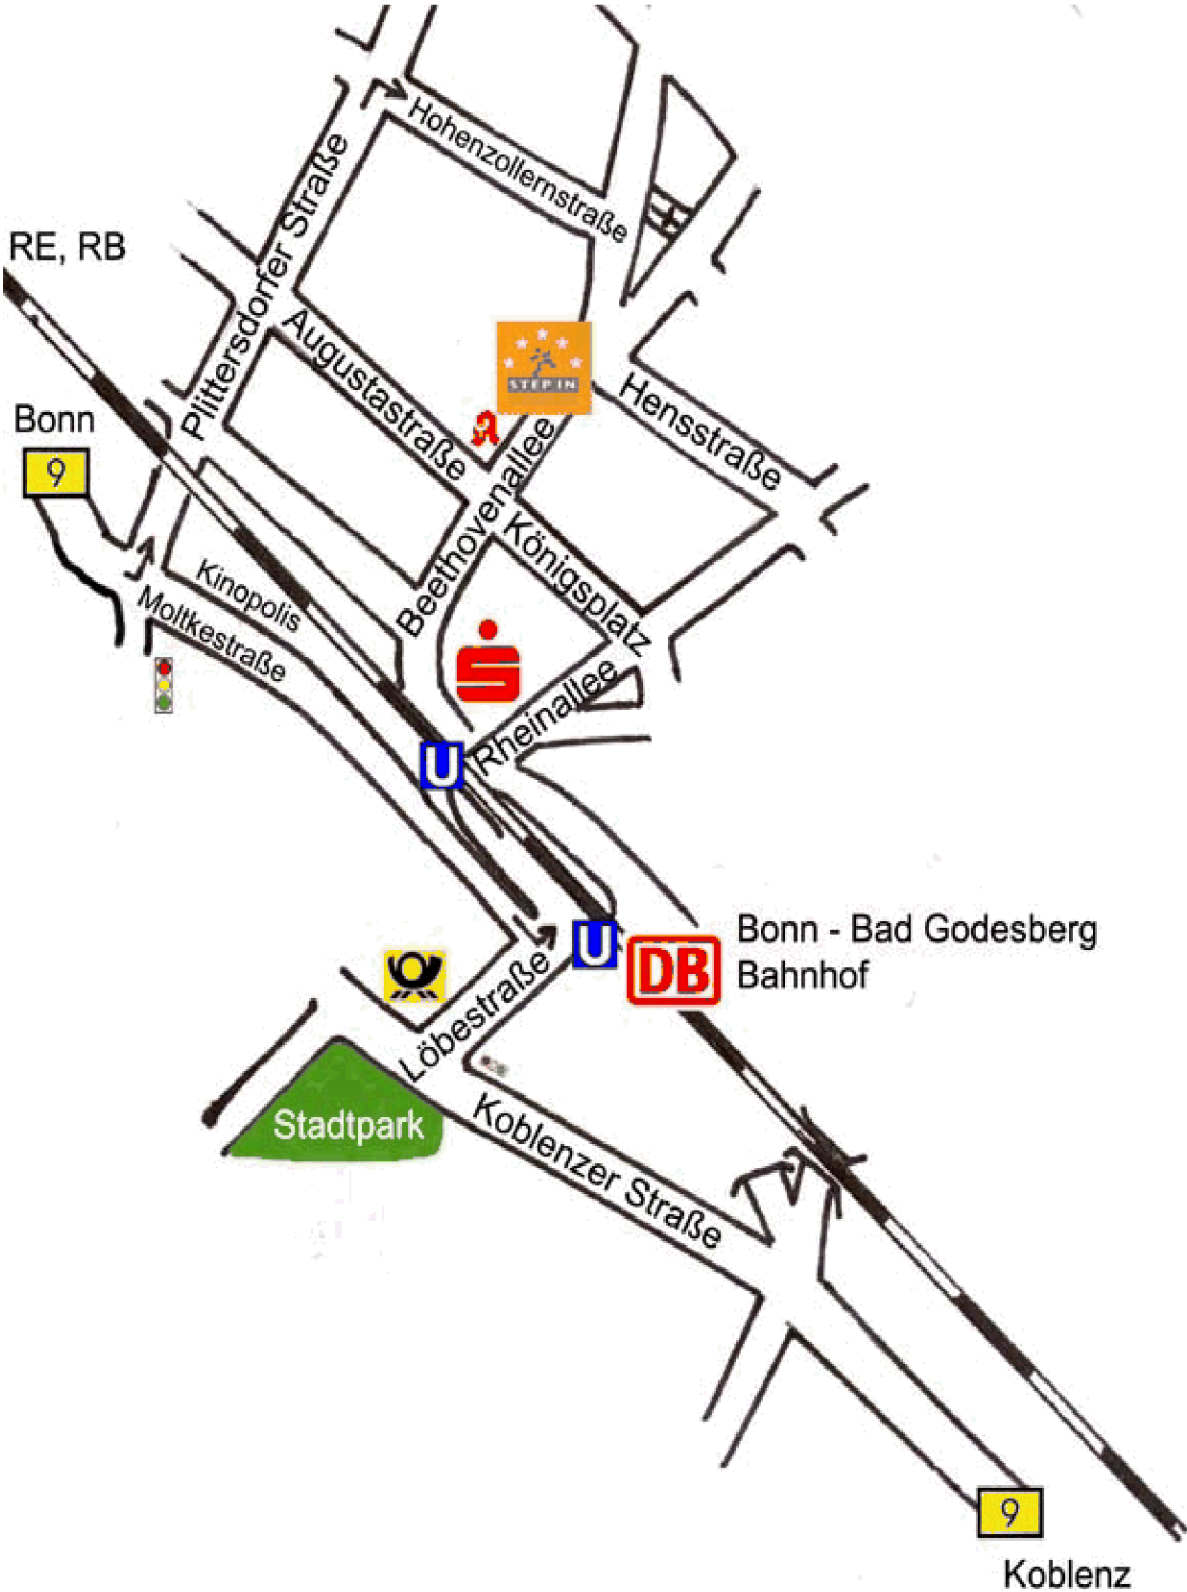 Hohenzollernstraße
Plittersdorfer Straße
RE, RB
Augustastraße
STEP IN
Hensstraße
Bonn
9
A
Beethovenallee
Königsplatz
Kinopolis
Moltkestraße
S
Rheinallee
U
U
DB
Bonn - Bad Godesberg
Bahnhof
Löbestraße
Stadtpark
Koblenzer Straße
9
Koblenz